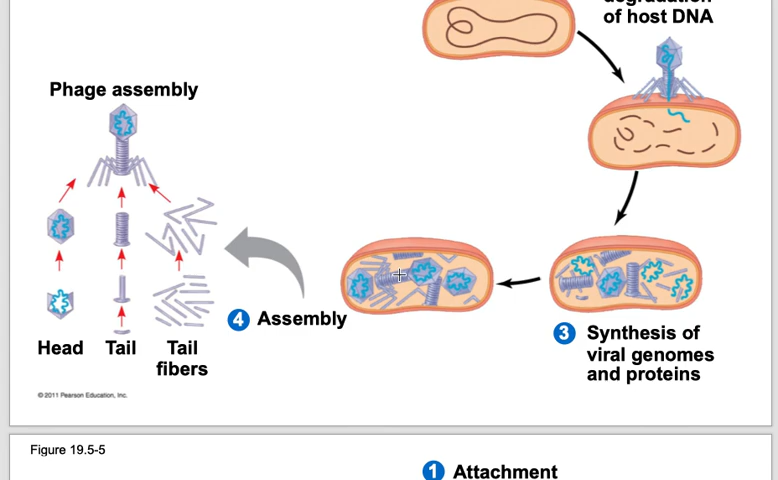 degradation
of host DNA
Phage assembly
4 Assembly
3 Synthesis of
viral genomes
and proteins
Head
Tail
Tail
fibers
© 2011 Pearson Education, Inc.
Figure 19.5-5
1 Attachment